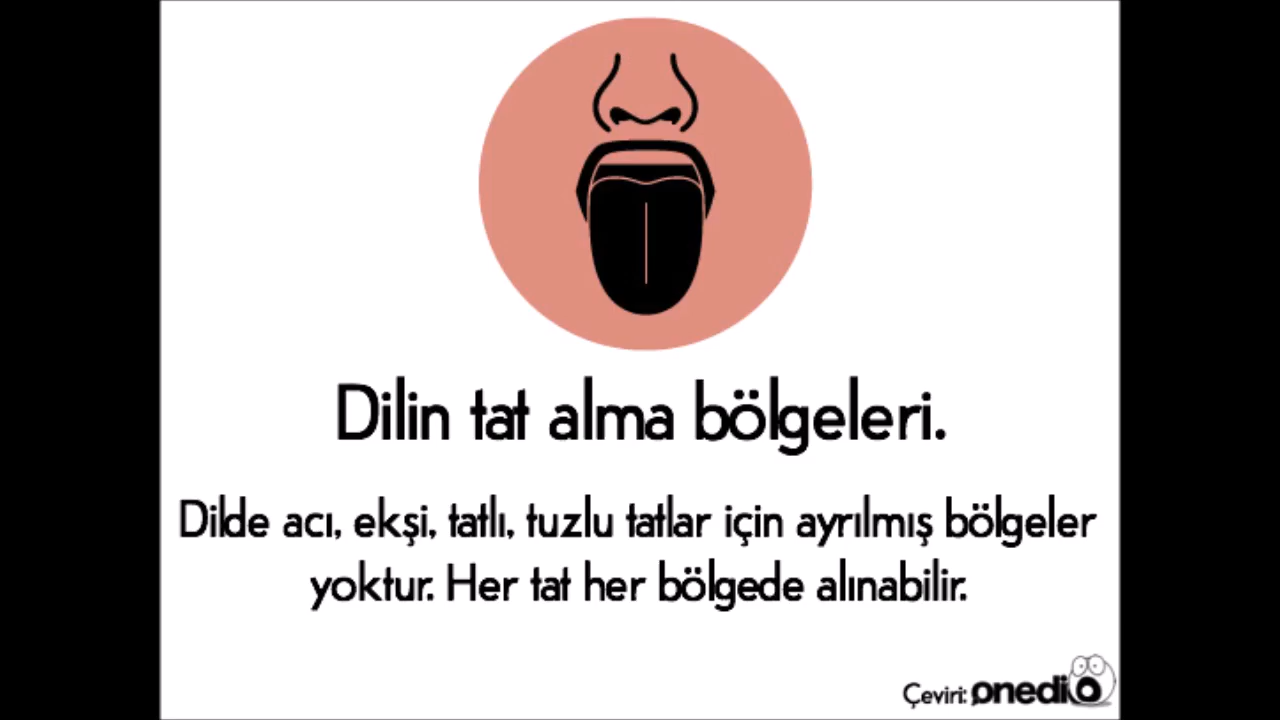 Dilin tat alma bölgeleri.
Dilde acı, ekşi, tatlı, tuzlu tatlar için ayrılmış bölgeler
yoktur. Her tat her bölgede alınabilir.
Çeviri: onedio